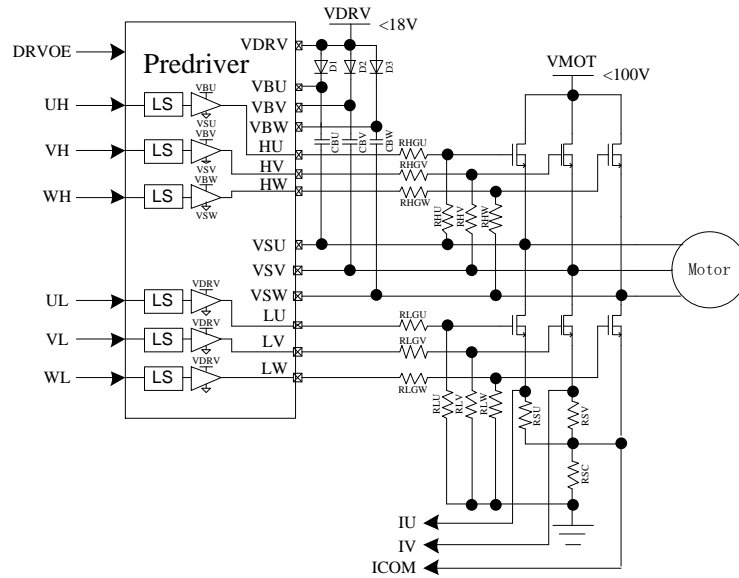 VDRV
<18V
DRVOE
Predriver
VDRV
D1
D2
D3
VMOT
<100V
VBU
VBV
VBW
UH
LS
VBU
VSU
CBU
CBV
CBW
HU
RHGU
VH
LS
VBV
VSV
HV
RHGV
WH
LS
VBW
VSW
HW
RHGW
RHU
RHV
RHW
VSU
VSV
VSW
Motor
UL
LS
VDRV
LU
RLGU
VL
LS
VDRV
LV
RLGV
WL
LS
VDRV
LW
RLGW
RLU
RLV
RLW
RSU
RSV
RSC
IU
IV
ICOM